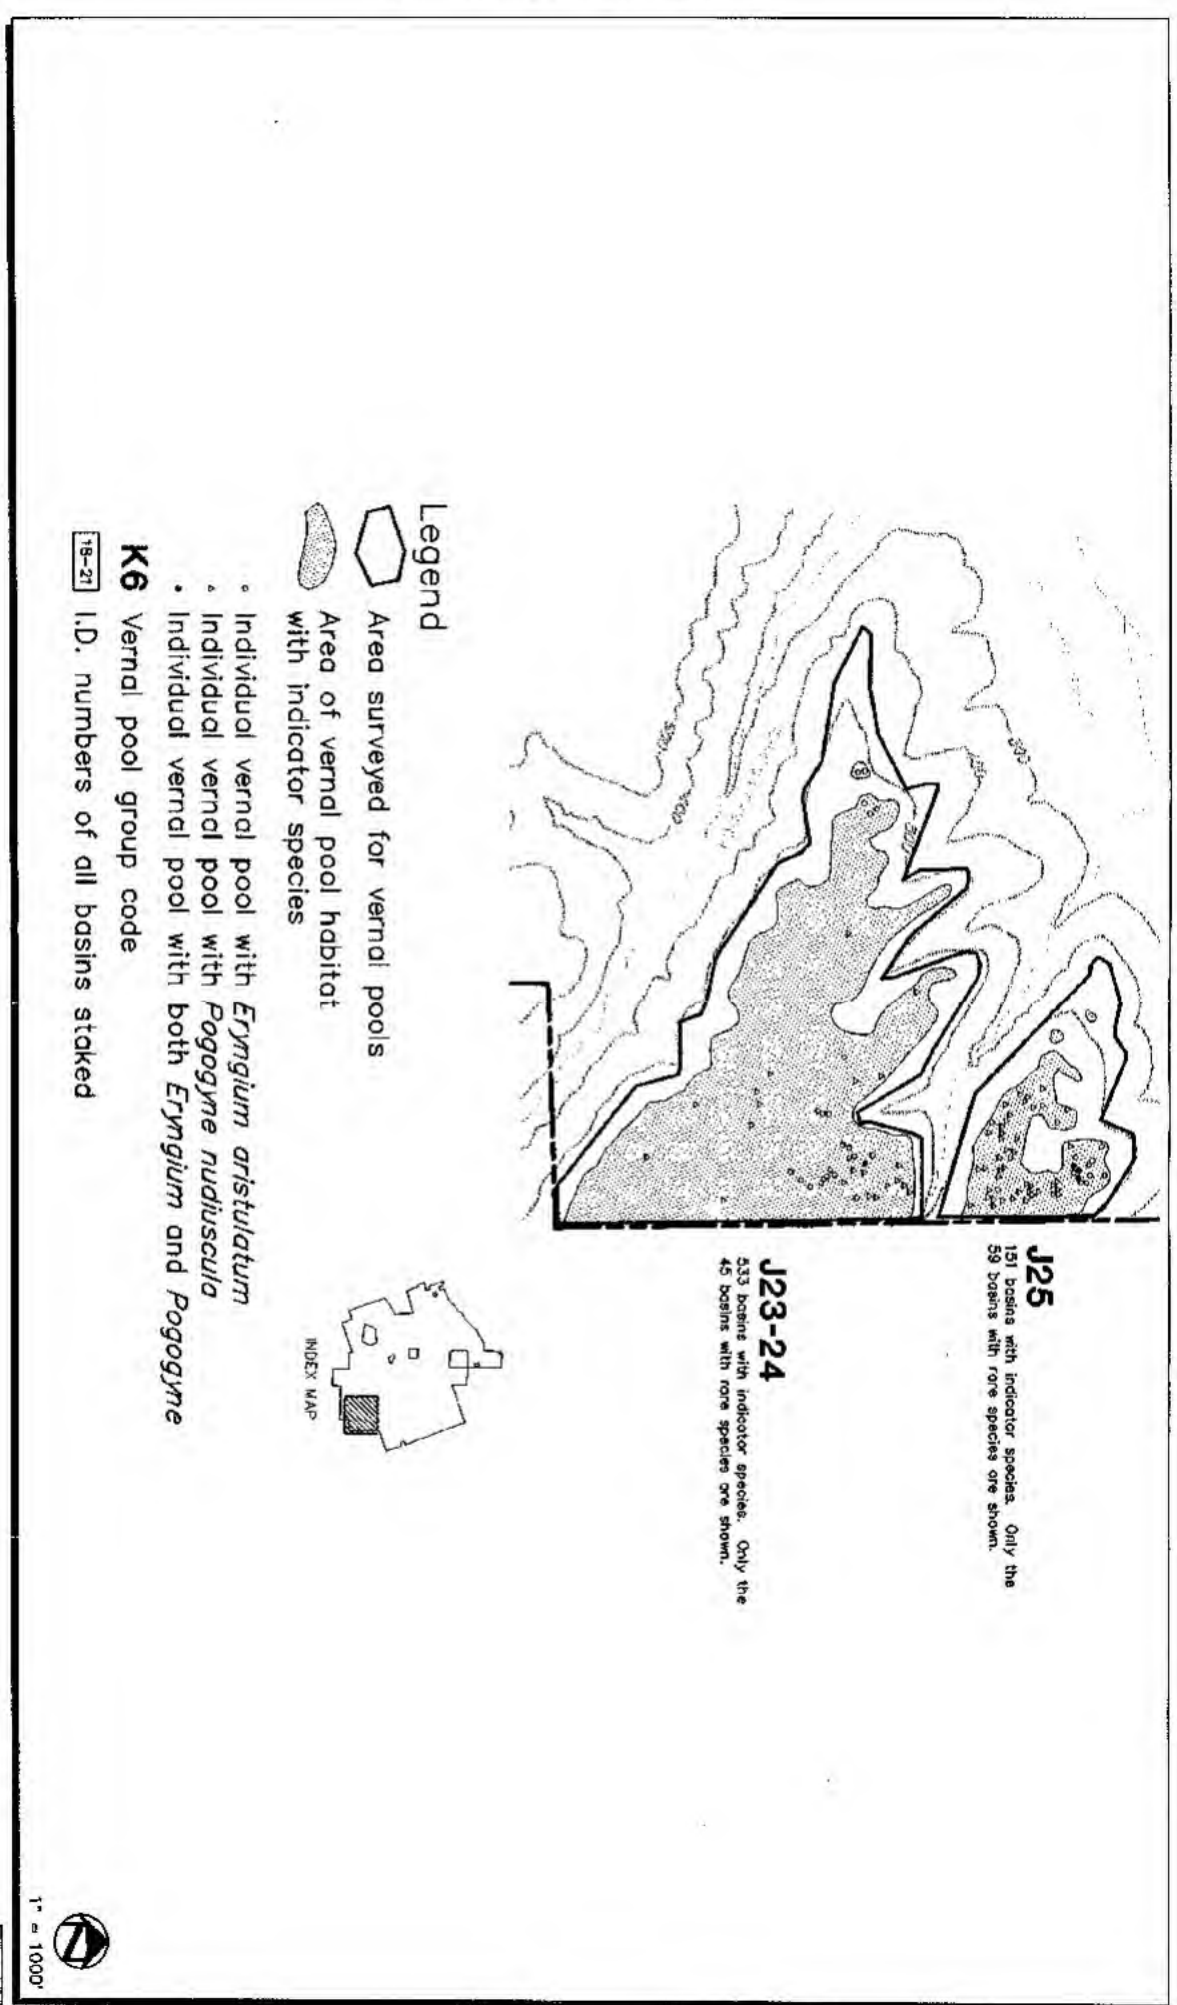 J25
151 basins with indicator species. Only the
59 basins with rare species are shown.
J23-24
533 basins with indicator species. Only the
45 basins with rare species are shown.
Legend
Area surveyed for vernal pools
Area of vernal pool habitat
with indicator species
Individual vernal pool with Eryngium aristulatum
Individual vernal pool with Pogogyne nudiuscula
Individual vernal pool with both Eryngium and Pogogyne
K6 Vernal pool group code
18-21 I.D. numbers of all basins staked
INDEX MAP
1" = 1000'